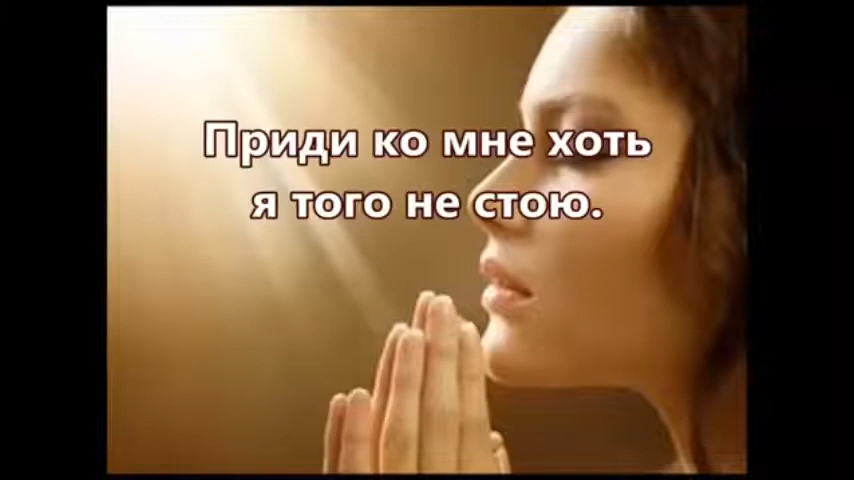 Приди ко мне хоть
я того не стою.